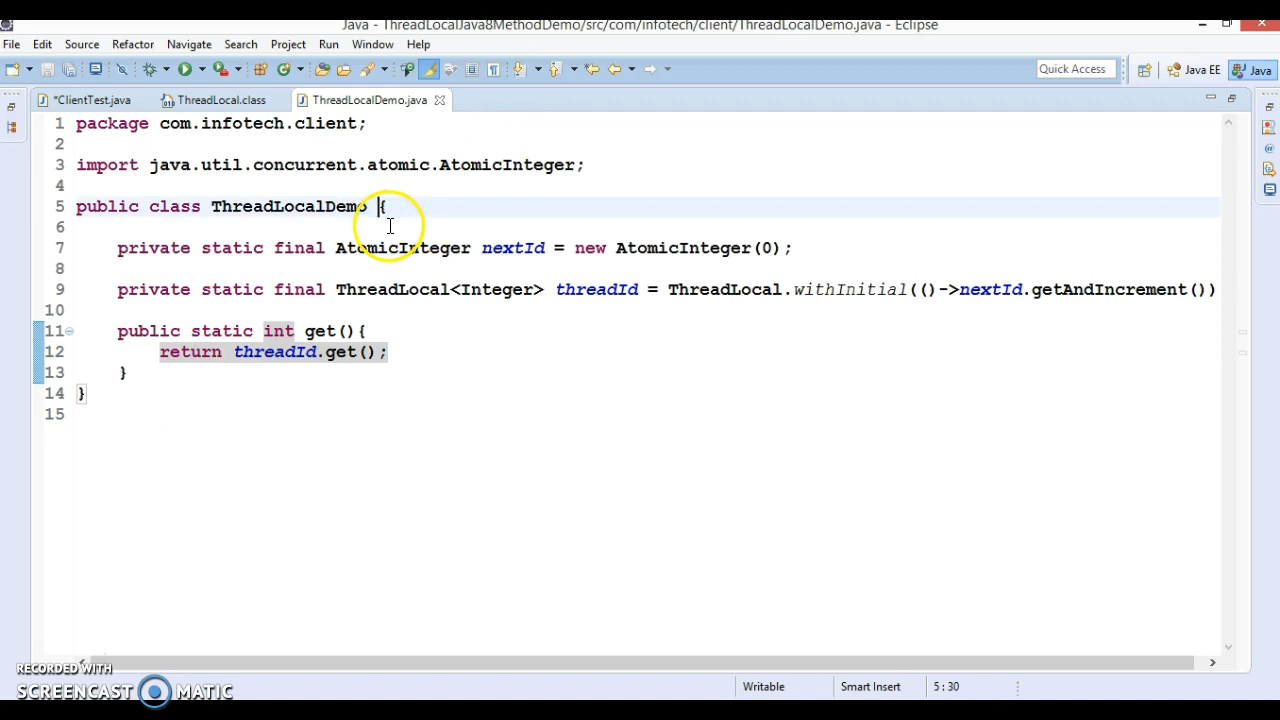 Java - ThreadLocalJava8MethodDemo/src/com/infotech/client/ThreadLocalDemo.java - Eclipse
File Edit Source Refactor Navigate Search Project Run Window Help
Quick Access Java EE Java
*ClientTest.java ThreadLocal.class ThreadLocalDemo.java
1 package com.infotech.client;
2
3 import java.util.concurrent.atomic.AtomicInteger;
4
5 public class ThreadLocalDemo {
6
7 private static final AtomicInteger nextId = new AtomicInteger(0);
8
9 private static final ThreadLocal<Integer> threadId = ThreadLocal.withInitial(()->nextId.getAndIncrement())
10
11 public static int get(){
12 return threadId.get();
13 }
14 }
15
RECORDED WITH
SCREENCAST MATIC
Writable Smart Insert 5 : 30